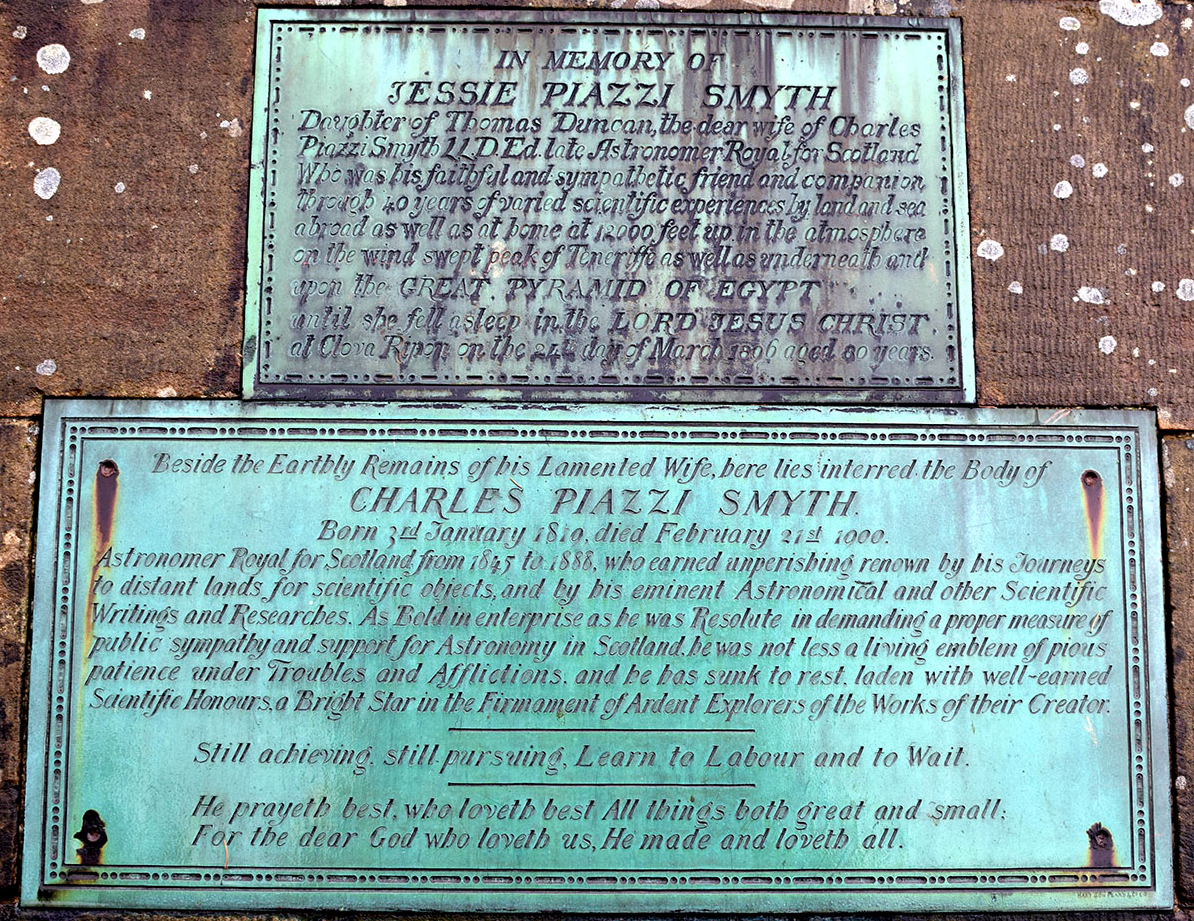 IN MEMORY OF
JESSIE PIAZZI SMYTH
Daughter of Thomas Duncan, the dear wife of Charles
Piazzi Smyth LL.D.Ed. late Astronomer Royal for Scotland
Who was his faithful and sympathetic friend and companion
through 40 years of varied scientific experiences by land and sea
abroad as well as at home at 12000 feet up in the atmosphere
on the wind swept peak of Teneriffe as well as underneath and
upon the GREAT PYRAMID OF EGYPT
until she fell asleep in the LORD JESUS CHRIST,
at Clova Ripon on the 24th day of March 1896 aged 80 years.
Beside the Earthly Remains of his Lamented Wife, here lies interred the Body of
CHARLES PIAZZI SMYTH.
Born 3rd January 1819, died February 21st 1900.
Astronomer Royal for Scotland from 1845 to 1888, who earned unperishing renown by his Journeys
to distant lands for scientific objects, and by his eminent Astronomical and other Scientific
Writings and Researches. As Bold in enterprise as he was Resolute in demanding a proper measure of
public sympathy and support for Astronomy in Scotland, he was not less a living emblem of pious
patience under Troubles and Afflictions, and he has sunk to rest, laden with well-earned
Scientific Honours, a Bright Star in the Firmament of Ardent Explorers of the Works of their Creator.
Still achieving, still pursuing, Learn to Labour and to Wait.
He prayeth best, who loveth best All things both great and small;
For the dear God who loveth us, He made and loveth all.